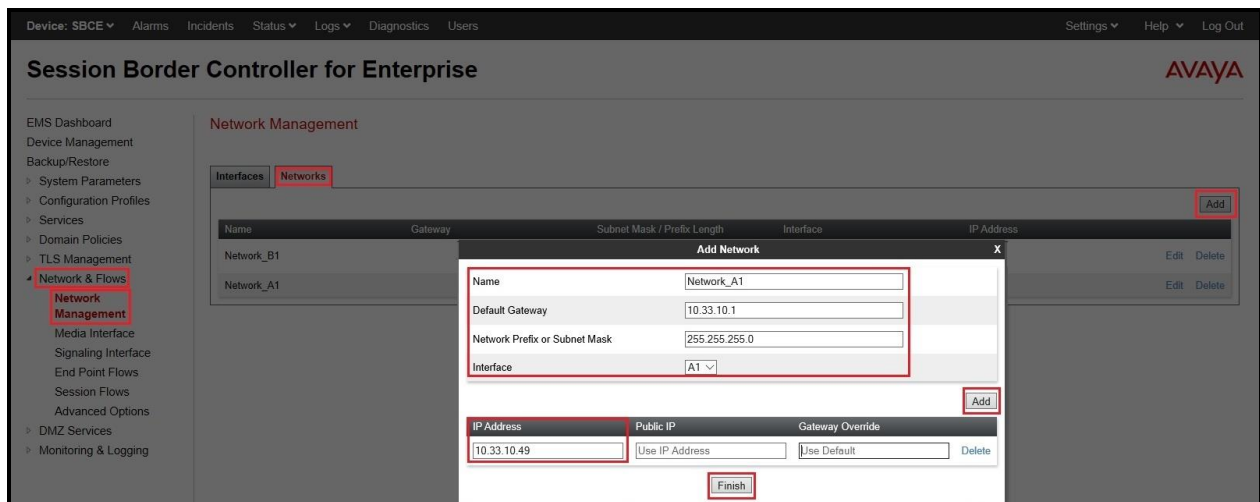 Device: SBCE Alarms Incidents Status Logs Diagnostics Users Settings Help Log Out
Session Border Controller for Enterprise
AVAYA
EMS Dashboard
Device Management
Backup/Restore
System Parameters
Configuration Profiles
Services
Domain Policies
TLS Management
Network & Flows
Network
Management
Media Interface
Signaling Interface
End Point Flows
Session Flows
Advanced Options
DMZ Services
Monitoring & Logging
Network Management
Interfaces Networks
Add
Name Gateway Subnet Mask / Prefix Length Interface IP Address
Network_B1 Edit Delete
Network_A1 Edit Delete
Add Network X
Name Network_A1
Default Gateway 10.33.10.1
Network Prefix or Subnet Mask 255.255.255.0
Interface A1
Add
IP Address Public IP Gateway Override
10.33.10.49 Use IP Address Use Default Delete
Finish